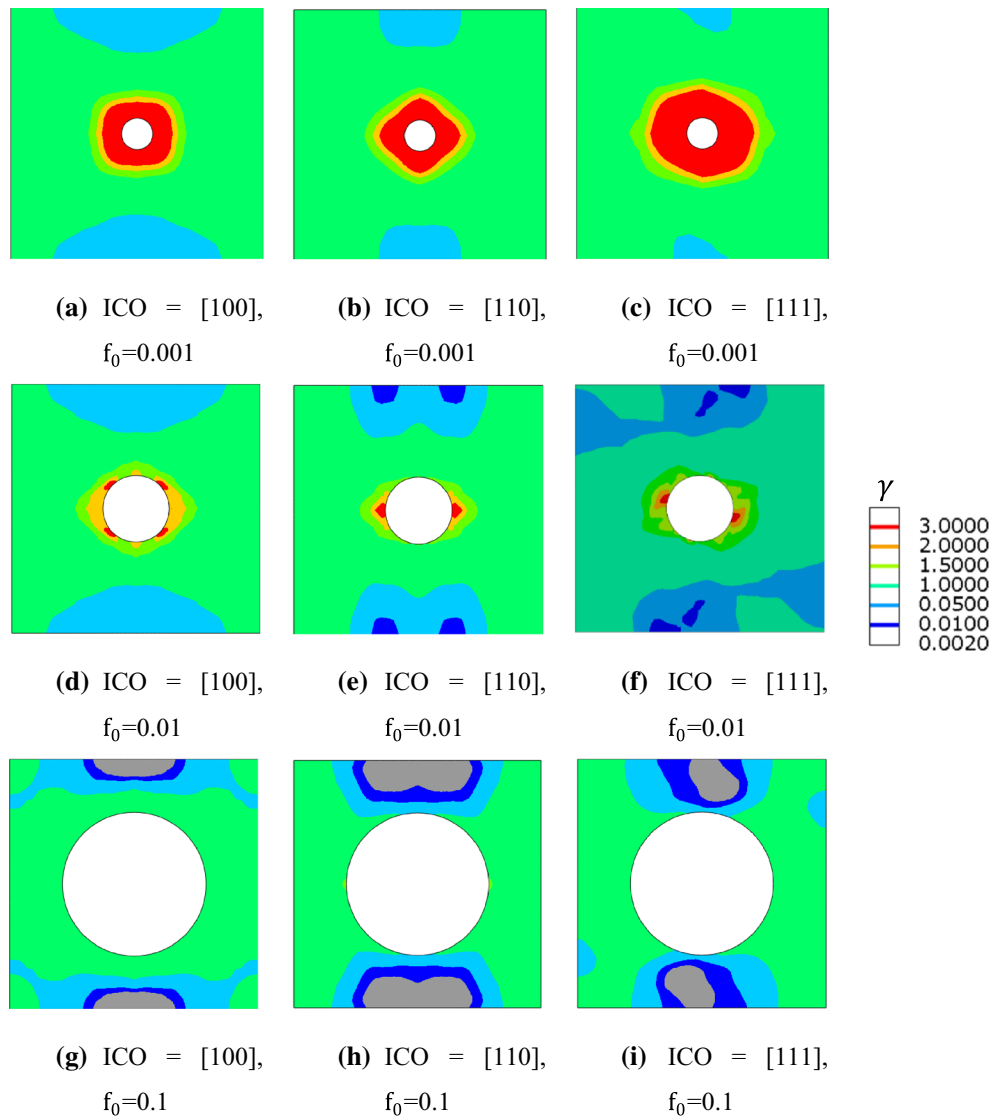 (a) ICO = [100],
f₀=0.001
(b) ICO = [110],
f₀=0.001
(c) ICO = [111],
f₀=0.001
(d) ICO = [100],
f₀=0.01
(e) ICO = [110],
f₀=0.01
(f) ICO = [111],
f₀=0.01
γ
3.0000
2.0000
1.5000
1.0000
0.0500
0.0100
0.0020
(g) ICO = [100],
f₀=0.1
(h) ICO = [110],
f₀=0.1
(i) ICO = [111],
f₀=0.1